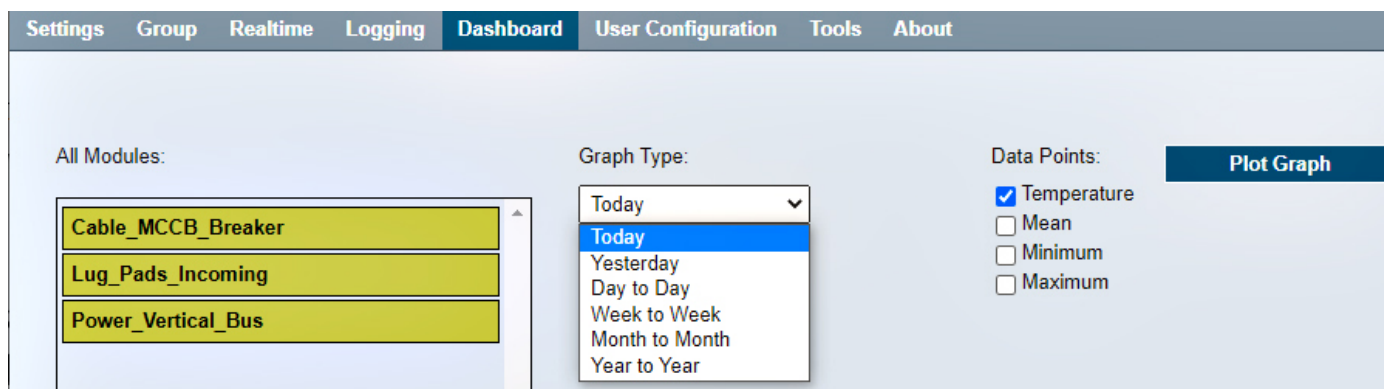 Settings Group Realtime Logging Dashboard User Configuration Tools About
All Modules:
Cable_MCCB_Breaker
Lug_Pads_Incoming
Power_Vertical_Bus
Graph Type:
Today
Today
Yesterday
Day to Day
Week to Week
Month to Month
Year to Year
Data Points:
Temperature
Mean
Minimum
Maximum
Plot Graph